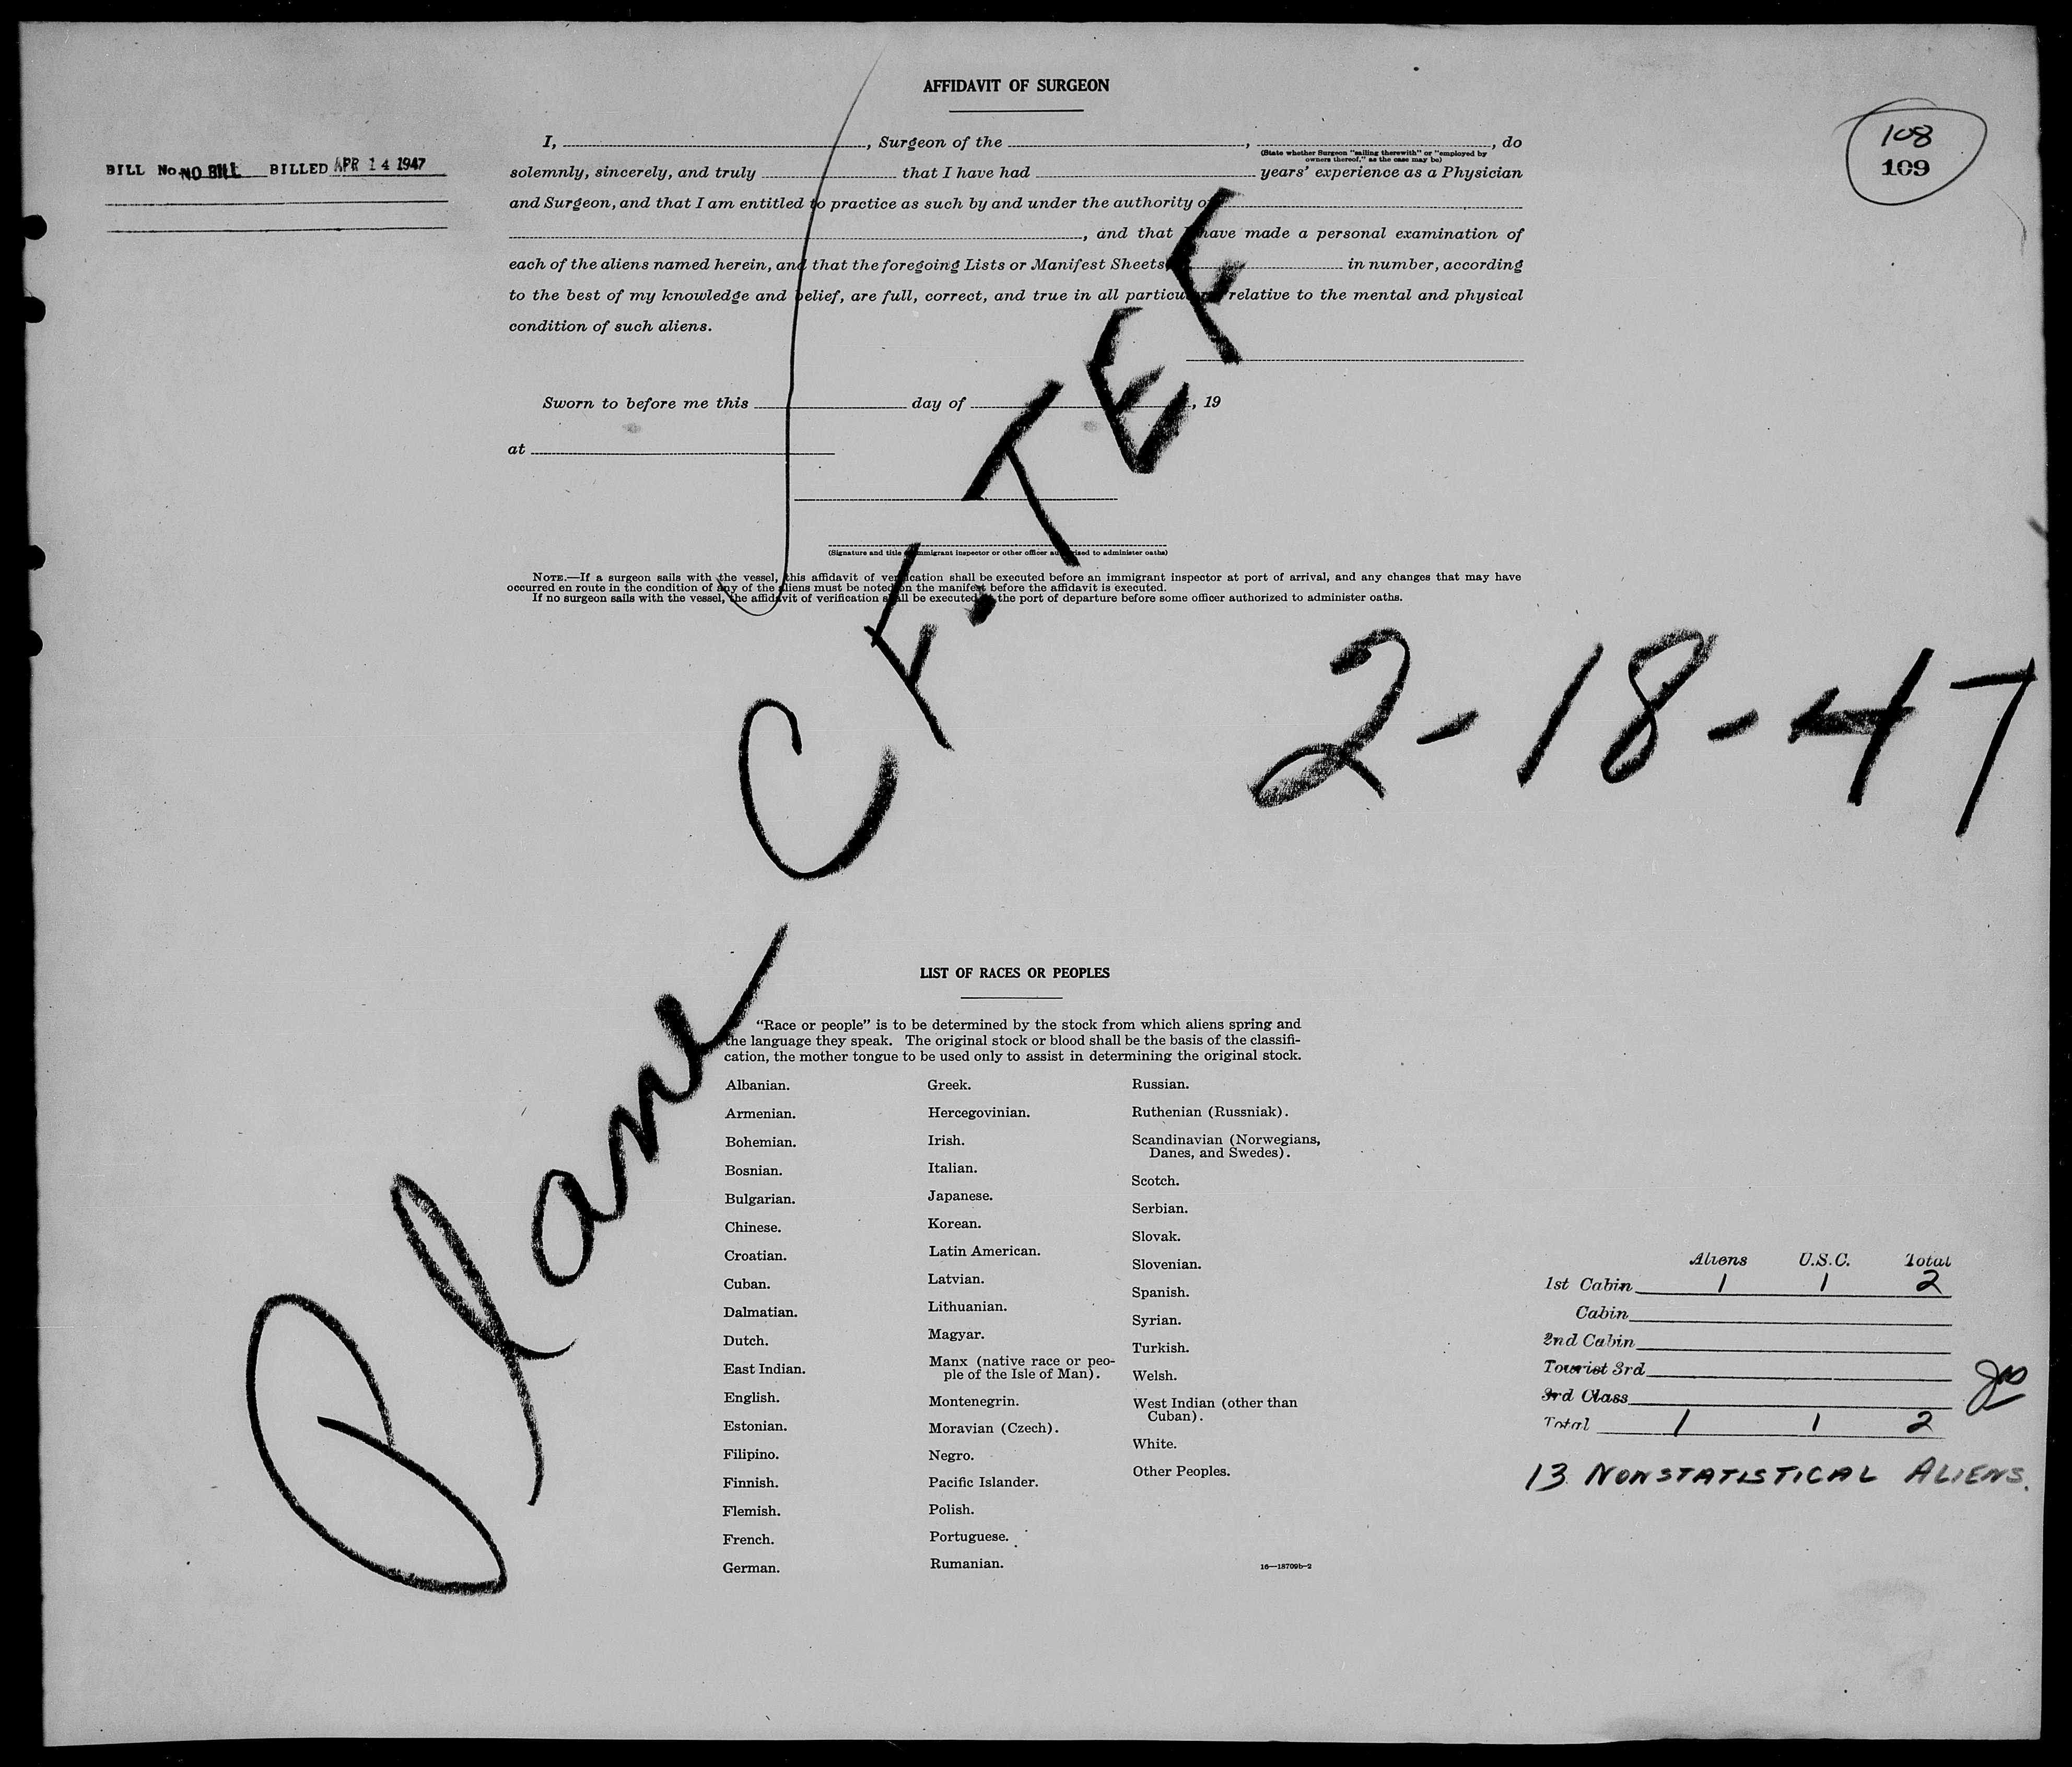 AFFIDAVIT OF SURGEON
108
109
BILL No. NO BILL BILLED APR 14 1947
I, , Surgeon of the , , do
(State whether Surgeon "sailing therewith" or "employed by
owners thereof," as the case may be)
solemnly, sincerely, and truly that I have had years' experience as a Physician
and Surgeon, and that I am entitled to practice as such by and under the authority of
, and that I have made a personal examination of
each of the aliens named herein, and that the foregoing Lists or Manifest Sheets, in number, according
to the best of my knowledge and belief, are full, correct, and true in all particulars relative to the mental and physical
condition of such aliens.
Sworn to before me this day of , 19
at
(Signature and title of immigrant inspector or other officer authorized to administer oaths)
NOTE.—If a surgeon sails with the vessel, this affidavit of verification shall be executed before an immigrant inspector at port of arrival, and any changes that may have
occurred en route in the condition of any of the aliens must be noted on the manifest before the affidavit is executed.
If no surgeon sails with the vessel, the affidavit of verification shall be executed at the port of departure before some officer authorized to administer oaths.
Plane CF-TEF
2-18-47
LIST OF RACES OR PEOPLES
"Race or people" is to be determined by the stock from which aliens spring and
the language they speak. The original stock or blood shall be the basis of the classifi-
cation, the mother tongue to be used only to assist in determining the original stock.
Albanian.
Armenian.
Bohemian.
Bosnian.
Bulgarian.
Chinese.
Croatian.
Cuban.
Dalmatian.
Dutch.
East Indian.
English.
Estonian.
Filipino.
Finnish.
Flemish.
French.
German.
Greek.
Hercegovinian.
Irish.
Italian.
Japanese.
Korean.
Latin American.
Latvian.
Lithuanian.
Magyar.
Manx (native race or peo-
ple of the Isle of Man).
Montenegrin.
Moravian (Czech).
Negro.
Pacific Islander.
Polish.
Portuguese.
Rumanian.
Russian.
Ruthenian (Russniak).
Scandinavian (Norwegians,
Danes, and Swedes).
Scotch.
Serbian.
Slovak.
Slovenian.
Spanish.
Syrian.
Turkish.
Welsh.
West Indian (other than
Cuban).
White.
Other Peoples.
16—18709b-2
Aliens U.S.C. Total
1st Cabin 1 1 2
Cabin
2nd Cabin
Tourist 3rd
3rd Class
Total 1 1 2
13 NONSTATISTICAL ALIENS.